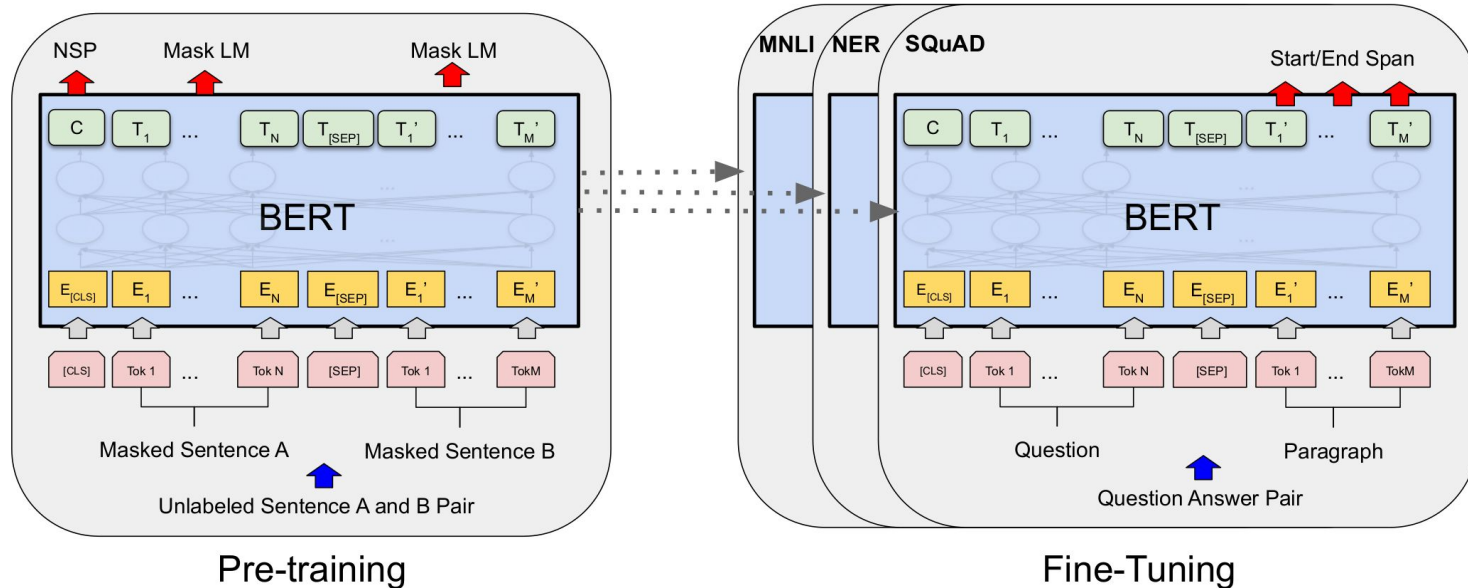 NSP Mask LM Mask LM
C T1 ... TN T[SEP] T1’ ... TM’
...
BERT
...
E[CLS] E1 ... EN E[SEP] E1’ ... EM’
[CLS] Tok 1 ... Tok N [SEP] Tok 1 ... TokM
Masked Sentence A Masked Sentence B
Unlabeled Sentence A and B Pair
Pre-training
MNLI NER SQuAD
Start/End Span
C T1 ... TN T[SEP] T1’ ... TM’
...
BERT
...
E[CLS] E1 ... EN E[SEP] E1’ ... EM’
[CLS] Tok 1 ... Tok N [SEP] Tok 1 ... TokM
Question Paragraph
Question Answer Pair
Fine-Tuning